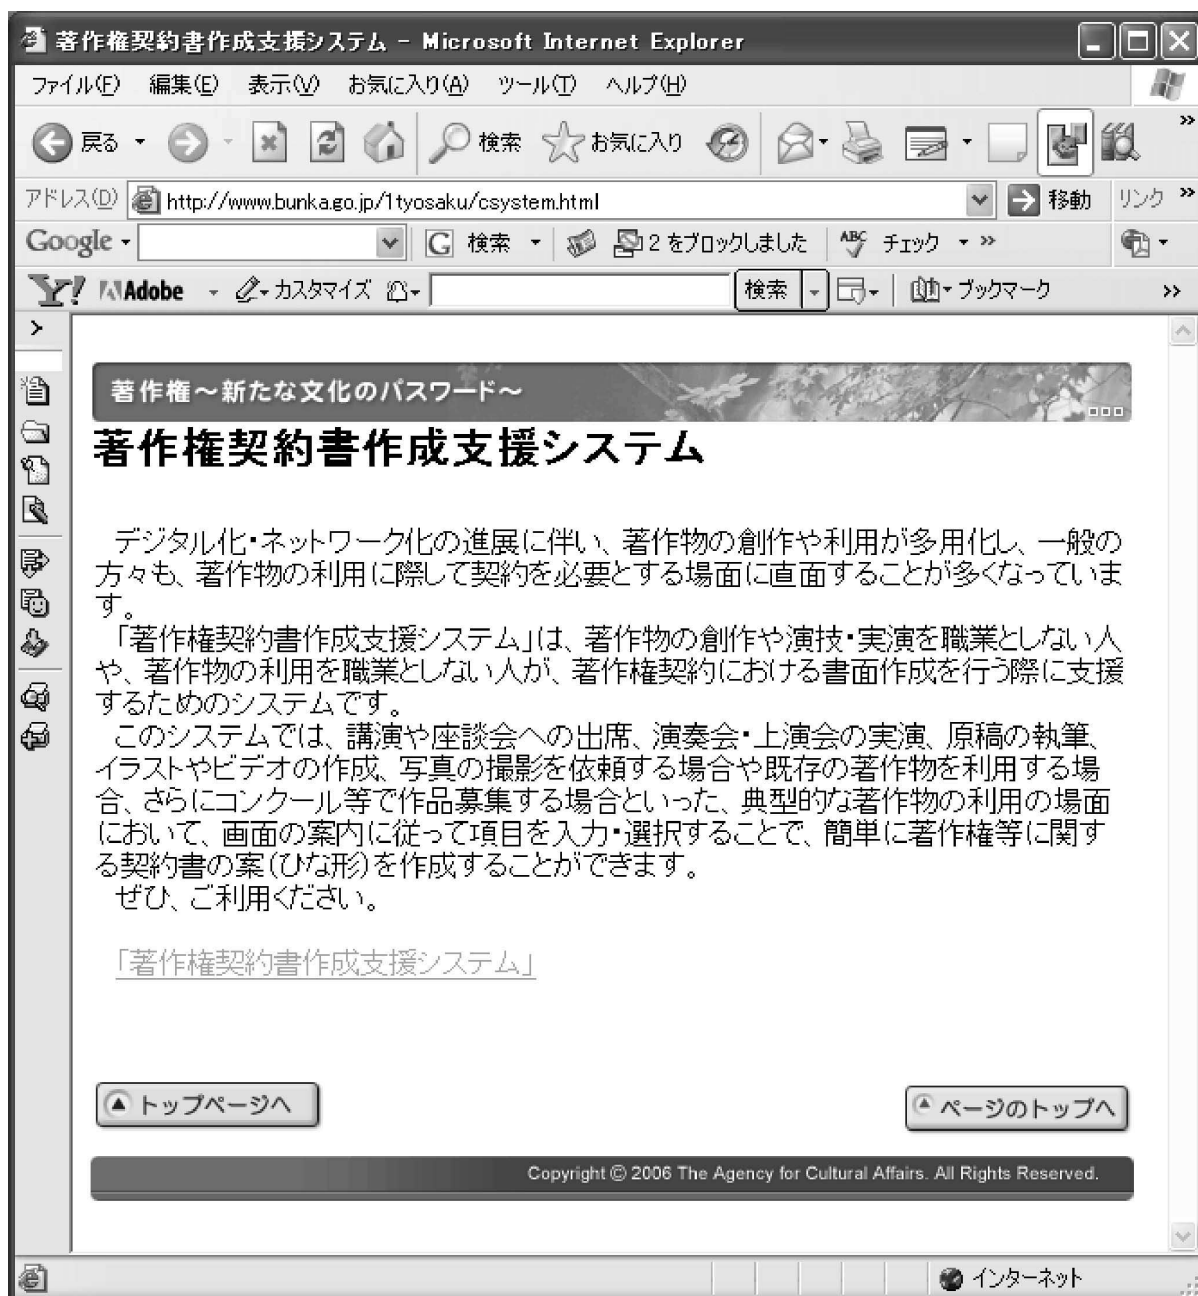 著作権契約書作成支援システム - Microsoft Internet Explorer
ファイル(F) 編集(E) 表示(V) お気に入り(A) ツール(T) ヘルプ(H)
戻る 検索 お気に入り »
アドレス(D) http://www.bunka.go.jp/1tyosaku/csystem.html 移動 リンク »
Google G 検索 2 をブロックしました ABC チェック »
Y! Adobe カスタマイズ 検索 ブックマーク »
著作権～新たな文化のパスワード～
著作権契約書作成支援システム
デジタル化・ネットワーク化の進展に伴い、著作物の創作や利用が多用化し、一般の
方々も、著作物の利用に際して契約を必要とする場面に直面することが多くなっていま
す。
「著作権契約書作成支援システム」は、著作物の創作や演技・実演を職業としない人
や、著作物の利用を職業としない人が、著作権契約における書面作成を行う際に支援
するためのシステムです。
このシステムでは、講演や座談会への出席、演奏会・上演会の実演、原稿の執筆、
イラストやビデオの作成、写真の撮影を依頼する場合や既存の著作物を利用する場
合、さらにコンクール等で作品募集する場合といった、典型的な著作物の利用の場面
において、画面の案内に従って項目を入力・選択することで、簡単に著作権等に関す
る契約書の案(ひな形)を作成することができます。
ぜひ、ご利用ください。
「著作権契約書作成支援システム」
トップページへ
ページのトップへ
Copyright © 2006 The Agency for Cultural Affairs. All Rights Reserved.
インターネット